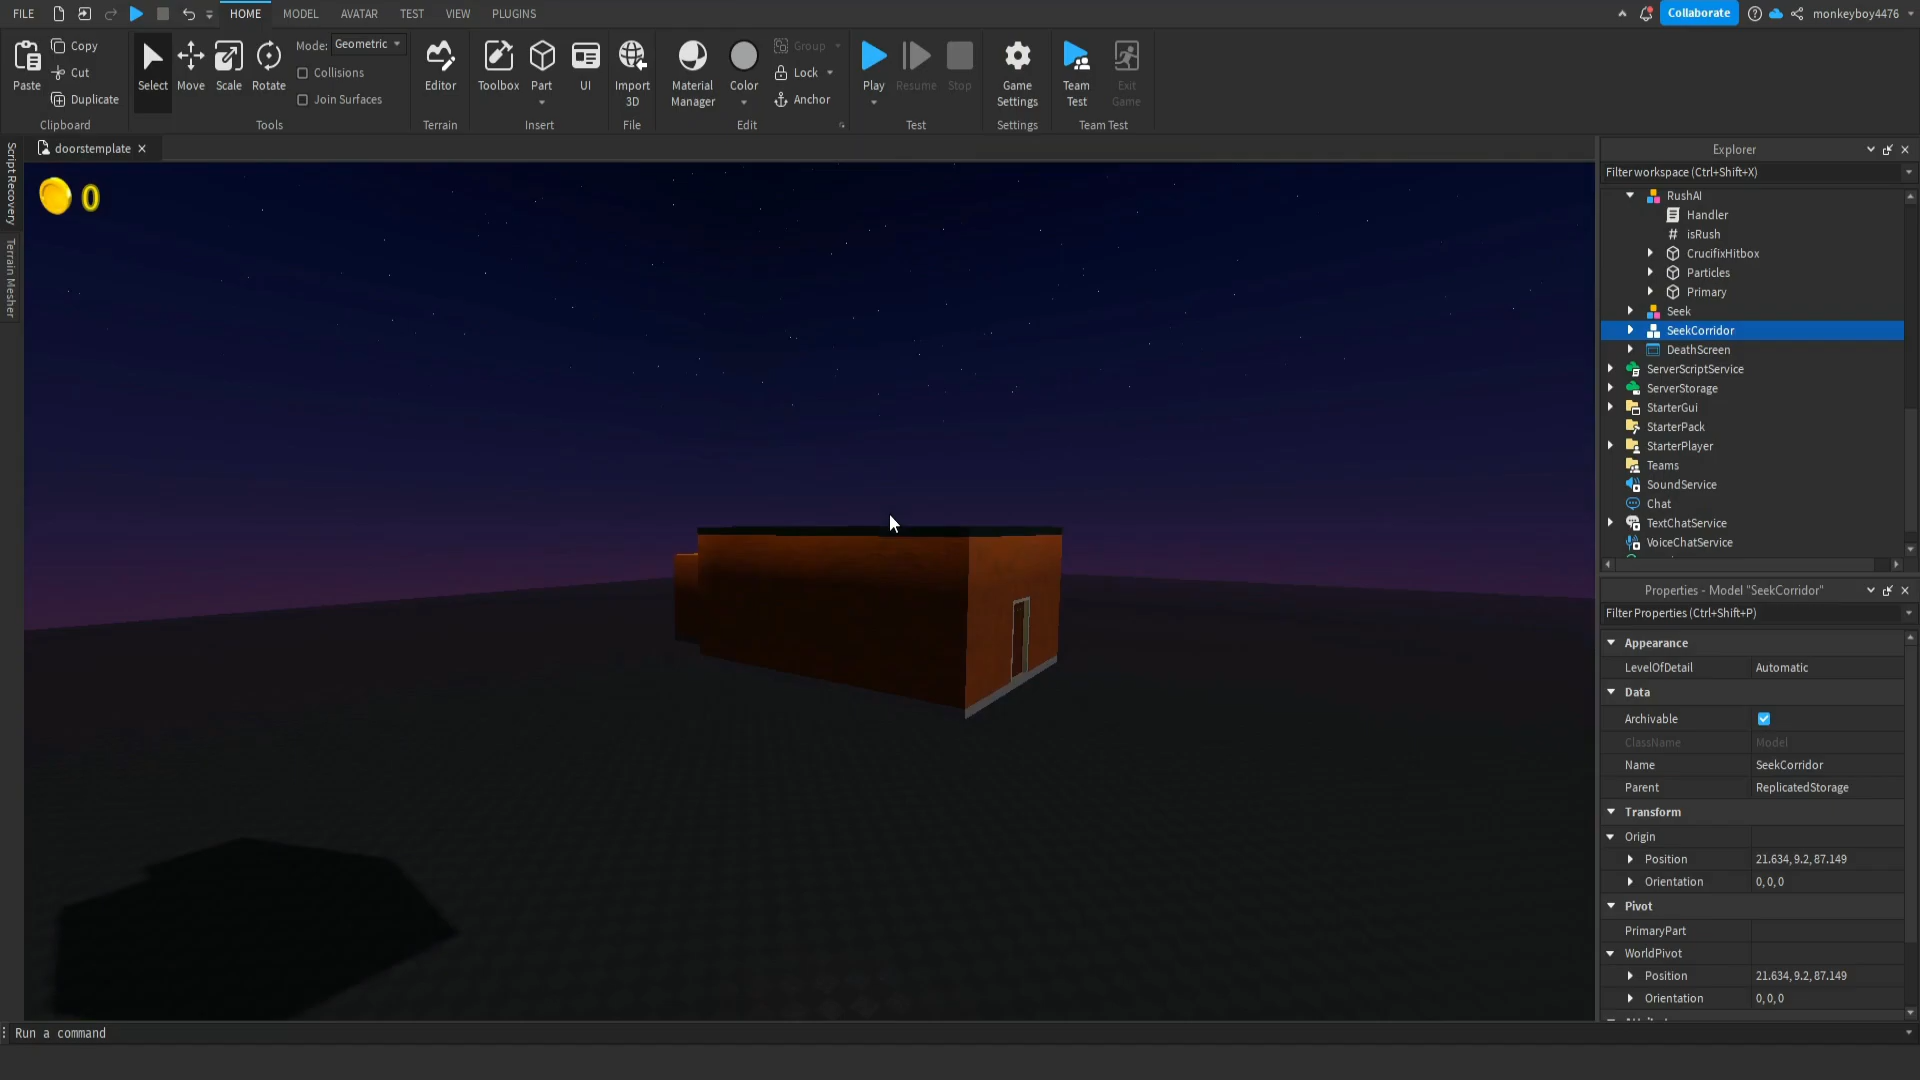 FILE
HOME
MODEL
AVATAR
TEST
VIEW
PLUGINS
Collaborate
monkeyboy4476
Paste
Copy
Cut
Duplicate
Clipboard
Select
Move
Scale
Rotate
Mode: Geometric
Collisions
Join Surfaces
Tools
Editor
Terrain
Toolbox
Part
UI
Insert
Import
3D
File
Material
Manager
Color
Group
Lock
Anchor
Edit
Play
Resume
Stop
Test
Game
Settings
Settings
Team
Test
Exit
Game
Team Test
Script Recovery
Terrain Mesher
doorstemplate
0
Explorer
Filter workspace (Ctrl+Shift+X)
RushAI
Handler
# isRush
CrucifixHitbox
Particles
Primary
Seek
SeekCorridor
DeathScreen
ServerScriptService
ServerStorage
StarterGui
StarterPack
StarterPlayer
Teams
SoundService
Chat
TextChatService
VoiceChatService
Properties - Model "SeekCorridor"
Filter Properties (Ctrl+Shift+P)
Appearance
LevelOfDetail Automatic
Data
Archivable
ClassName Model
Name SeekCorridor
Parent ReplicatedStorage
Transform
Origin
Position 21.634, 9.2, 87.149
Orientation 0, 0, 0
Pivot
PrimaryPart
WorldPivot
Position 21.634, 9.2, 87.149
Orientation 0, 0, 0
Run a command